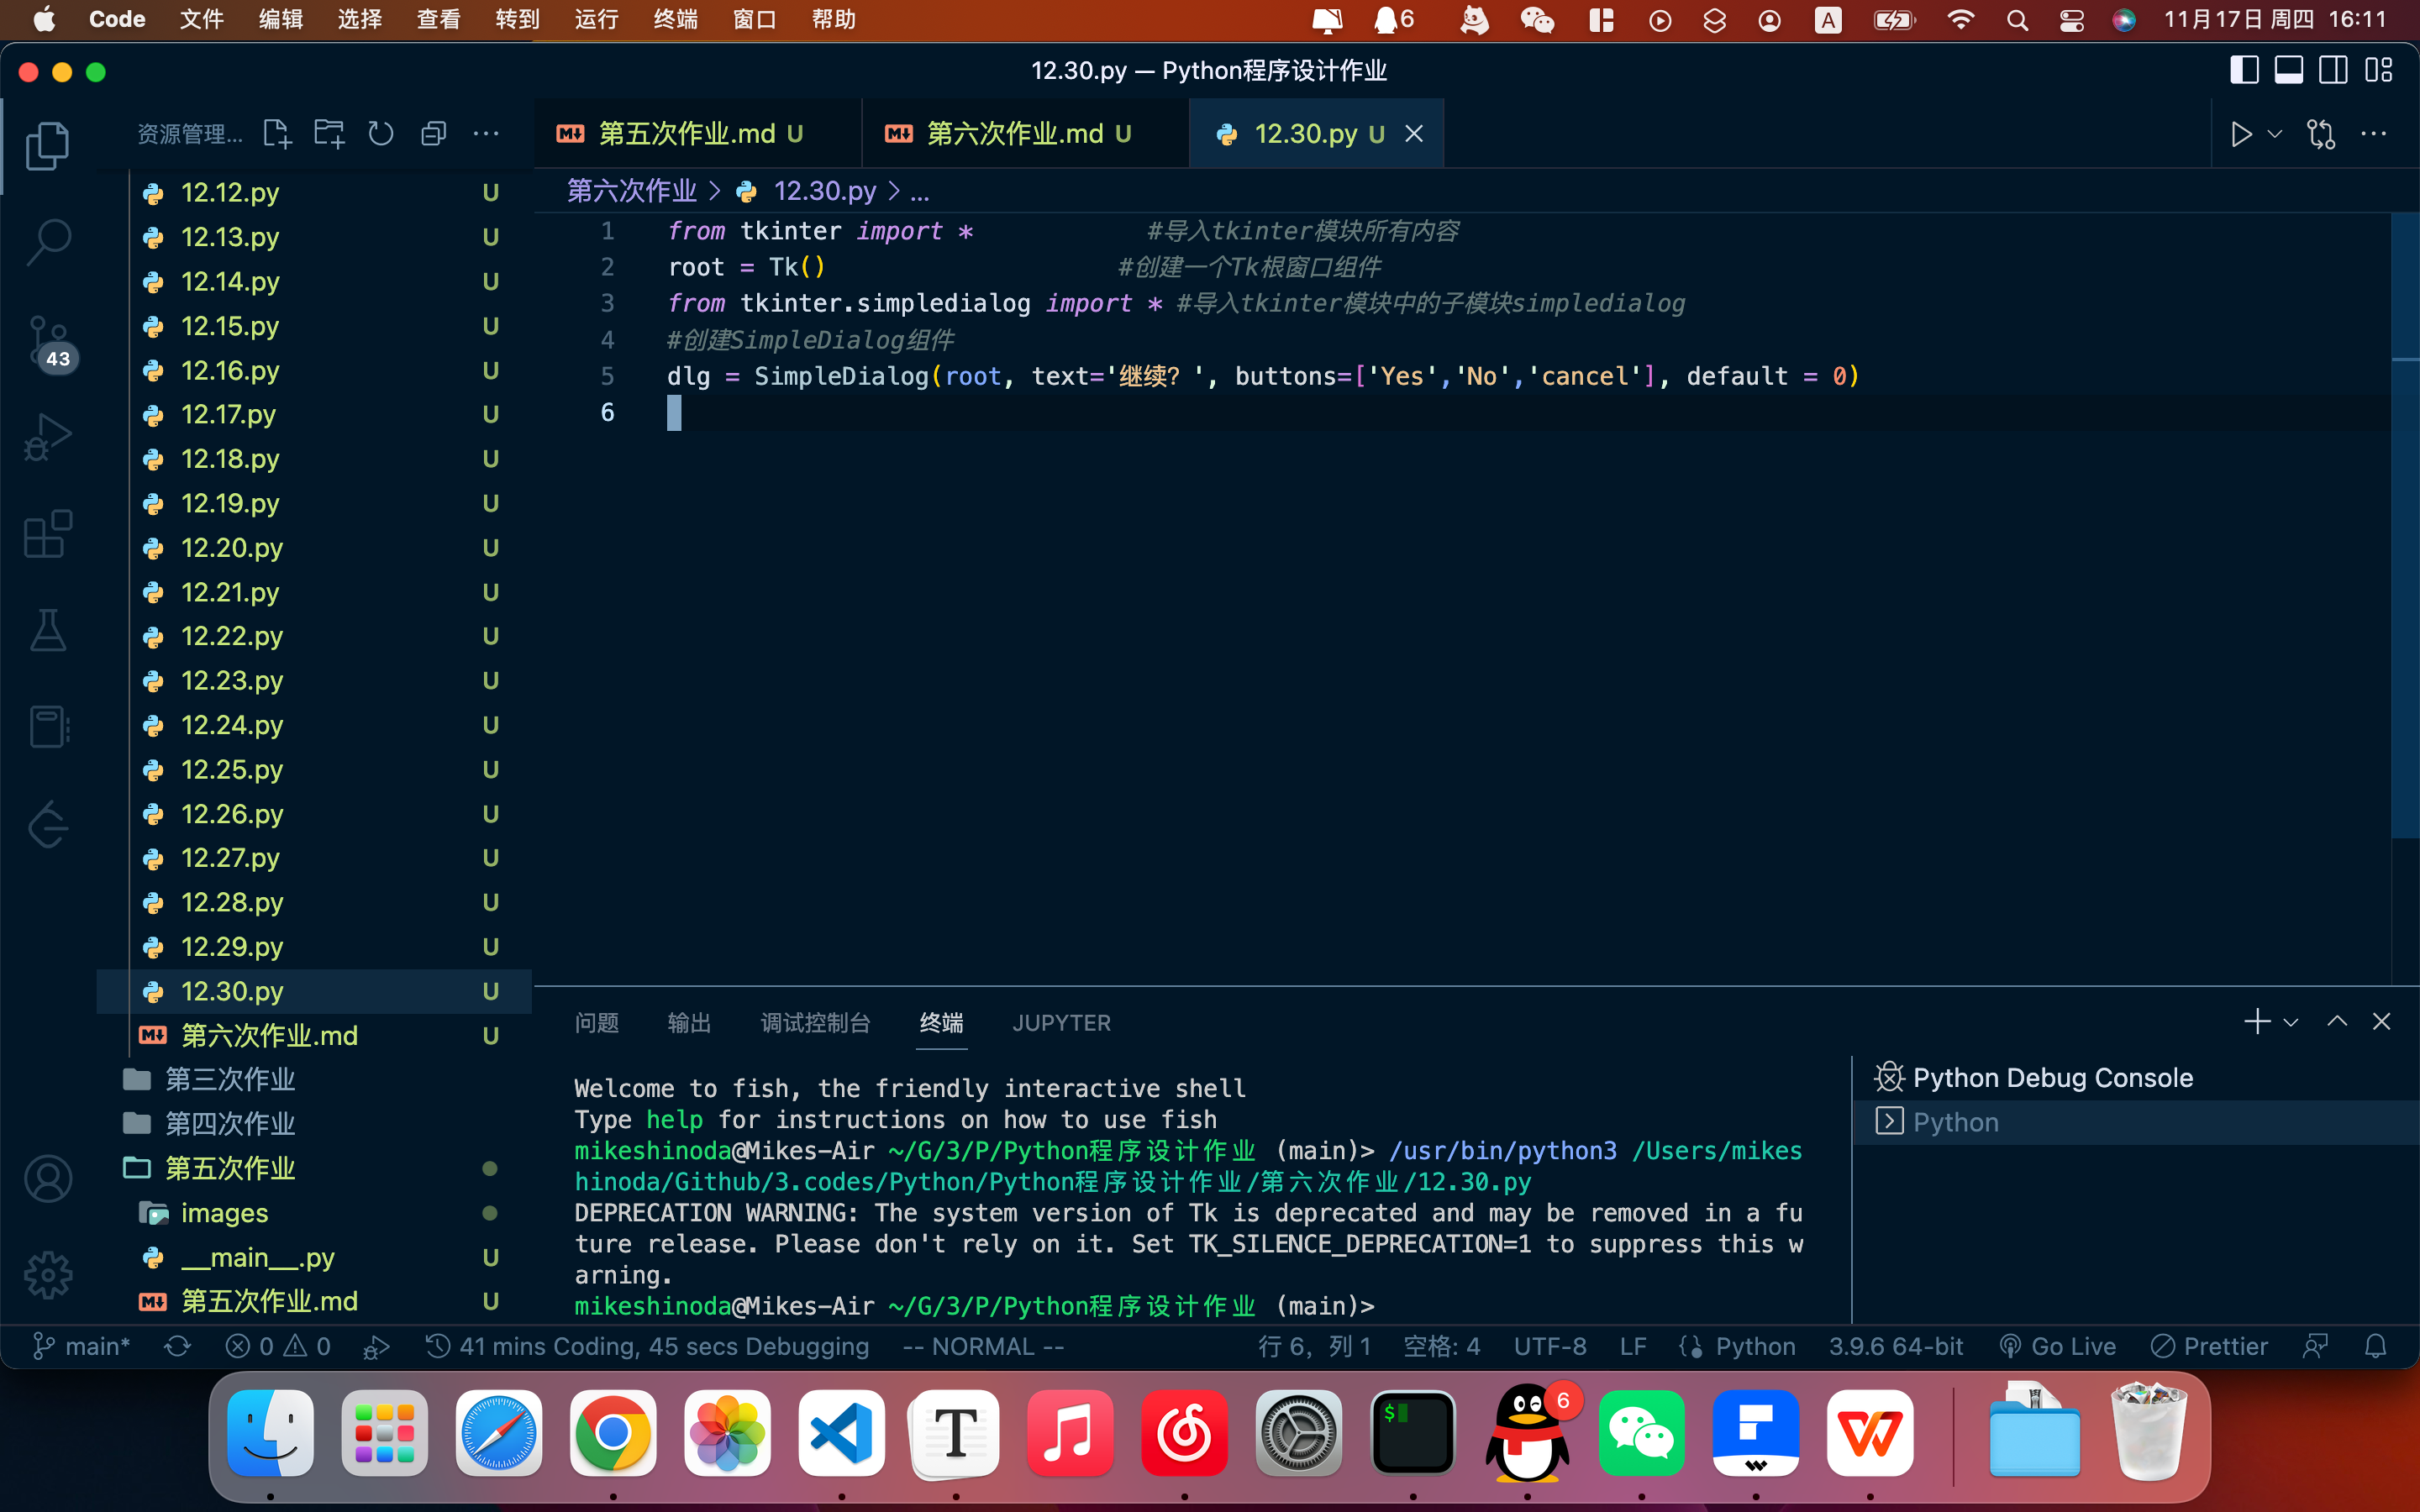 Code 文件 编辑 选择 查看 转到 运行 终端 窗口 帮助 6 A 11月17日 周四 16:11
12.30.py — Python程序设计作业
资源管理...
第五次作业.md U 第六次作业.md U 12.30.py U
第六次作业 > 12.30.py > ...
12.12.py U
12.13.py U
12.14.py U
12.15.py U
12.16.py U
12.17.py U
12.18.py U
12.19.py U
12.20.py U
12.21.py U
12.22.py U
12.23.py U
12.24.py U
12.25.py U
12.26.py U
12.27.py U
12.28.py U
12.29.py U
12.30.py U
第六次作业.md U
第三次作业
第四次作业
第五次作业
images
__main__.py U
第五次作业.md U
43
1 from tkinter import * #导入tkinter模块所有内容
2 root = Tk() #创建一个Tk根窗口组件
3 from tkinter.simpledialog import * #导入tkinter模块中的子模块simpledialog
4 #创建SimpleDialog组件
5 dlg = SimpleDialog(root, text='继续？', buttons=['Yes','No','cancel'], default = 0)
6
问题 输出 调试控制台 终端 JUPYTER
Welcome to fish, the friendly interactive shell
Type help for instructions on how to use fish
mikeshinoda@Mikes-Air ~/G/3/P/Python程序设计作业 (main)> /usr/bin/python3 /Users/mikes
hinoda/Github/3.codes/Python/Python程序设计作业/第六次作业/12.30.py
DEPRECATION WARNING: The system version of Tk is deprecated and may be removed in a fu
ture release. Please don't rely on it. Set TK_SILENCE_DEPRECATION=1 to suppress this w
arning.
mikeshinoda@Mikes-Air ~/G/3/P/Python程序设计作业 (main)>
Python Debug Console
Python
main* 0 0 41 mins Coding, 45 secs Debugging -- NORMAL -- 行 6，列 1 空格: 4 UTF-8 LF Python 3.9.6 64-bit Go Live Prettier
T $ 6